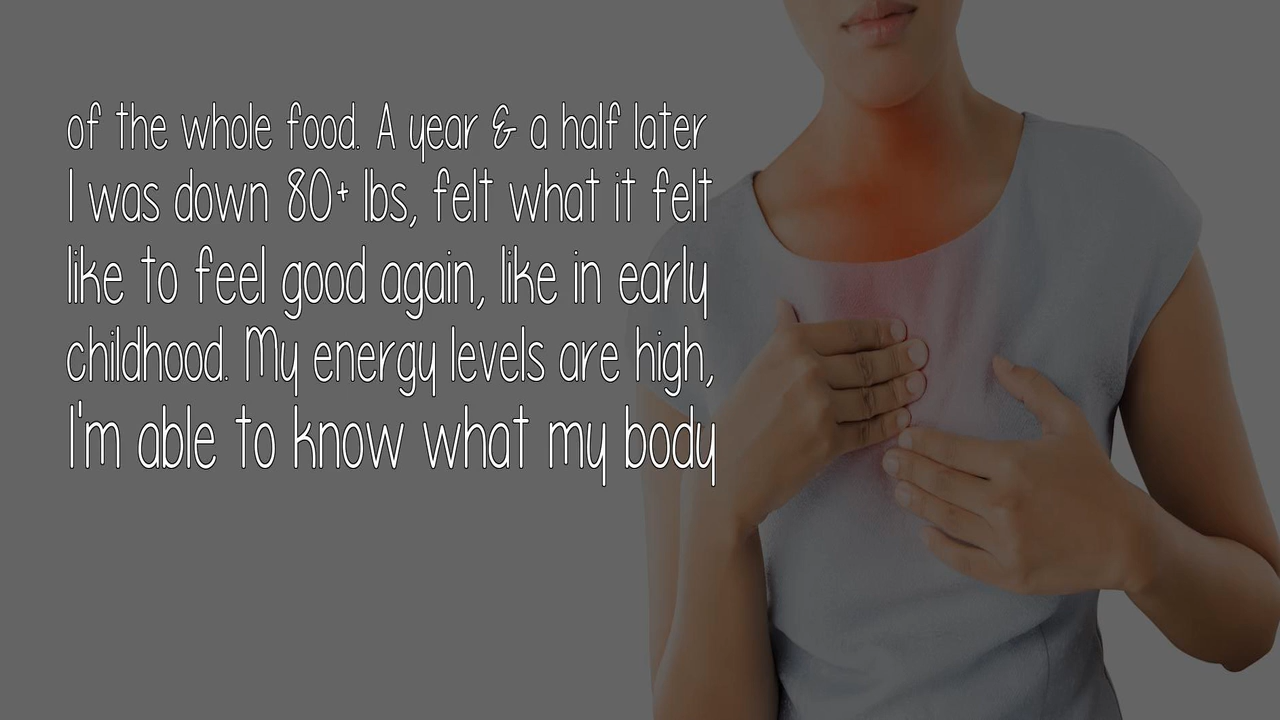 of the whole food. A year & a half later
I was down 80+ lbs, felt what it felt
like to feel good again, like in early
childhood. My energy levels are high,
I'm able to know what my body